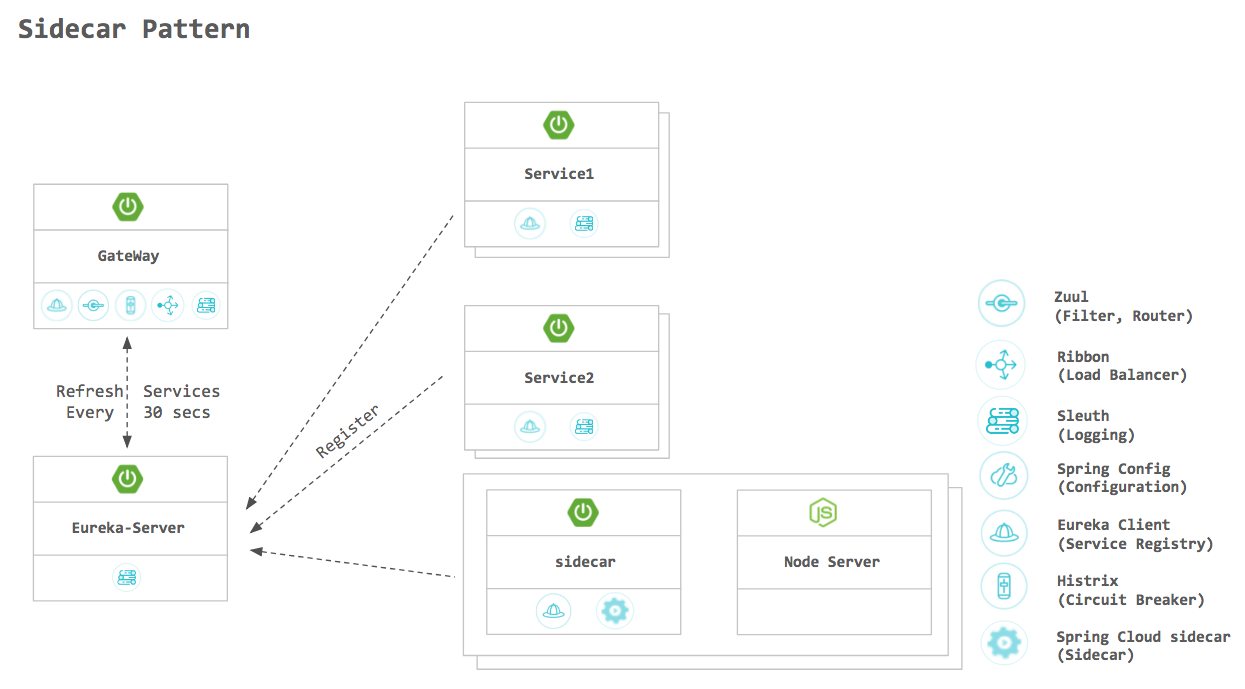 Sidecar Pattern
Service1
GateWay
Refresh Services
Every 30 secs
Service2
Register
Eureka-Server
sidecar
JS
Node Server
Zuul
(Filter, Router)
Ribbon
(Load Balancer)
Sleuth
(Logging)
Spring Config
(Configuration)
Eureka Client
(Service Registry)
Histrix
(Circuit Breaker)
Spring Cloud sidecar
(Sidecar)